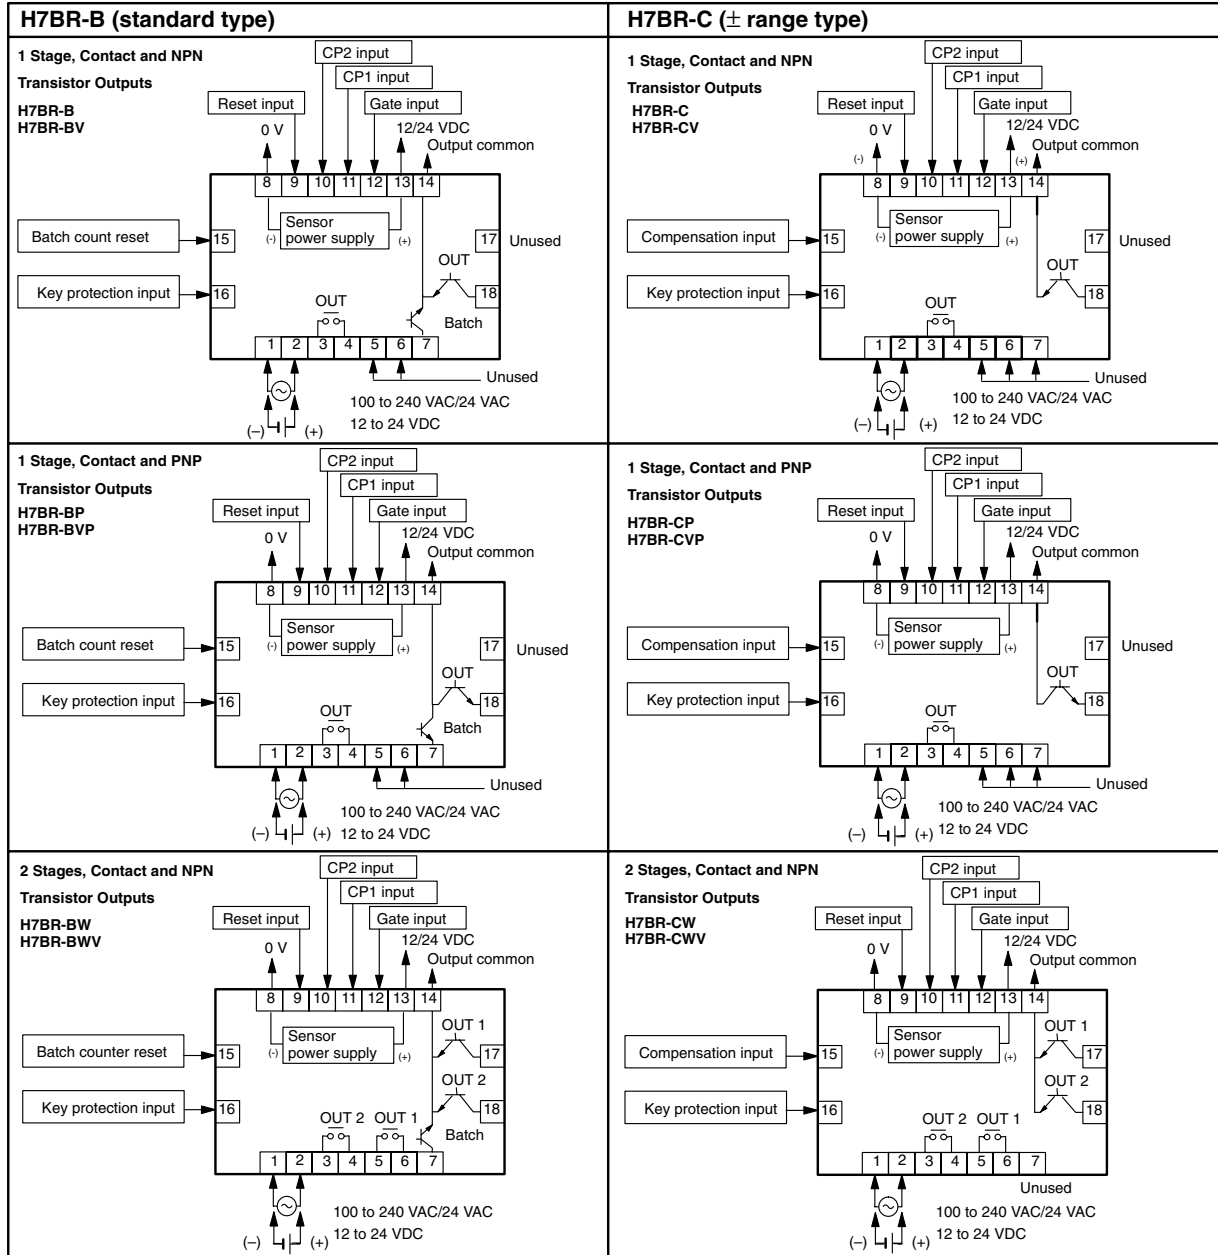 H7BR-B (standard type)
H7BR-C (± range type)
1 Stage, Contact and NPN
Transistor Outputs
H7BR-B
H7BR-BV
CP2 input
CP1 input
Reset input
Gate input
0 V
12/24 VDC
Output common
8 9 10 11 12 13 14
Sensor
power supply
(-)
(+)
Batch count reset
15
17
Unused
OUT
Key protection input
16
18
OUT
Batch
1 2 3 4 5 6 7
Unused
100 to 240 VAC/24 VAC
12 to 24 VDC
(–)
(+)
1 Stage, Contact and NPN
Transistor Outputs
H7BR-C
H7BR-CV
CP2 input
CP1 input
Reset input
Gate input
0 V
12/24 VDC
Output common
(-)
(+)
8 9 10 11 12 13 14
Sensor
power supply
(-)
(+)
Compensation input
15
17
Unused
OUT
Key protection input
16
18
OUT
1 2 3 4 5 6 7
Unused
100 to 240 VAC/24 VAC
12 to 24 VDC
(–)
(+)
1 Stage, Contact and PNP
Transistor Outputs
H7BR-BP
H7BR-BVP
CP2 input
CP1 input
Reset input
Gate input
0 V
12/24 VDC
Output common
8 9 10 11 12 13 14
Sensor
power supply
(-)
(+)
Batch count reset
15
17
Unused
OUT
Key protection input
16
18
OUT
Batch
1 2 3 4 5 6 7
Unused
100 to 240 VAC/24 VAC
12 to 24 VDC
(–)
(+)
1 Stage, Contact and PNP
Transistor Outputs
H7BR-CP
H7BR-CVP
CP2 input
CP1 input
Reset input
Gate input
0 V
12/24 VDC
Output common
8 9 10 11 12 13 14
Sensor
power supply
(-)
(+)
Compensation input
15
17
Unused
OUT
Key protection input
16
18
OUT
1 2 3 4 5 6 7
Unused
100 to 240 VAC/24 VAC
12 to 24 VDC
(–)
(+)
2 Stages, Contact and NPN
Transistor Outputs
H7BR-BW
H7BR-BWV
CP2 input
CP1 input
Reset input
Gate input
0 V
12/24 VDC
Output common
8 9 10 11 12 13 14
Sensor
power supply
(-)
(+)
OUT 1
Batch counter reset
15
17
OUT 2
Key protection input
16
18
OUT 2
OUT 1
Batch
1 2 3 4 5 6 7
100 to 240 VAC/24 VAC
12 to 24 VDC
(–)
(+)
2 Stages, Contact and NPN
Transistor Outputs
H7BR-CW
H7BR-CWV
CP2 input
CP1 input
Reset input
Gate input
0 V
12/24 VDC
Output common
8 9 10 11 12 13 14
Sensor
power supply
(-)
(+)
OUT 1
Compensation input
15
17
OUT 2
Key protection input
16
18
OUT 2
OUT 1
1 2 3 4 5 6 7
Unused
100 to 240 VAC/24 VAC
12 to 24 VDC
(–)
(+)